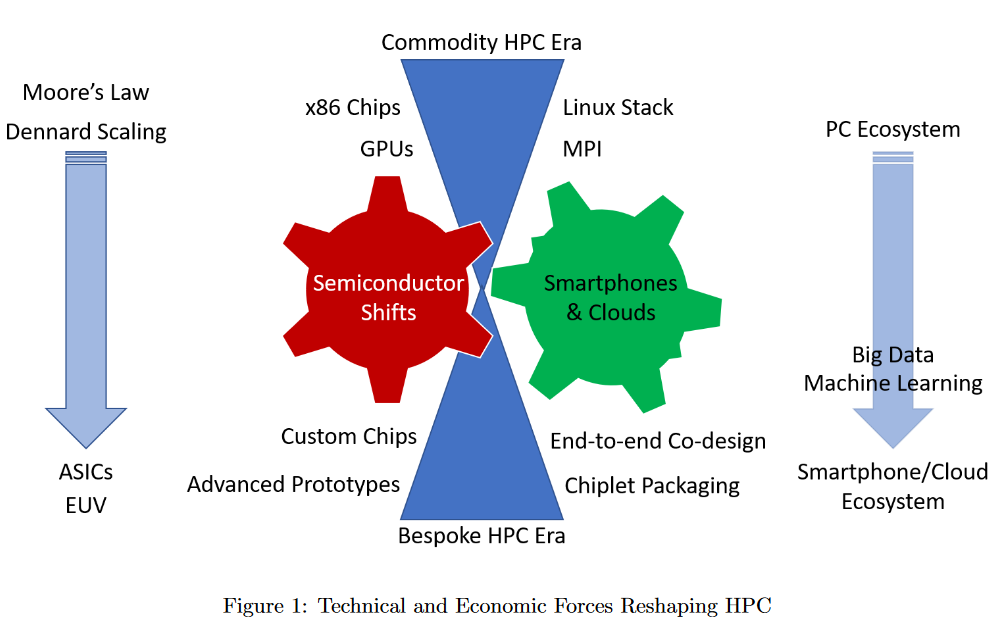 Commodity HPC Era
Moore’s Law
Dennard Scaling
x86 Chips
GPUs
Linux Stack
MPI
PC Ecosystem
Semiconductor
Shifts
Smartphones
& Clouds
Big Data
Machine Learning
Custom Chips
Advanced Prototypes
End-to-end Co-design
Chiplet Packaging
ASICs
EUV
Smartphone/Cloud
Ecosystem
Bespoke HPC Era
Figure 1: Technical and Economic Forces Reshaping HPC